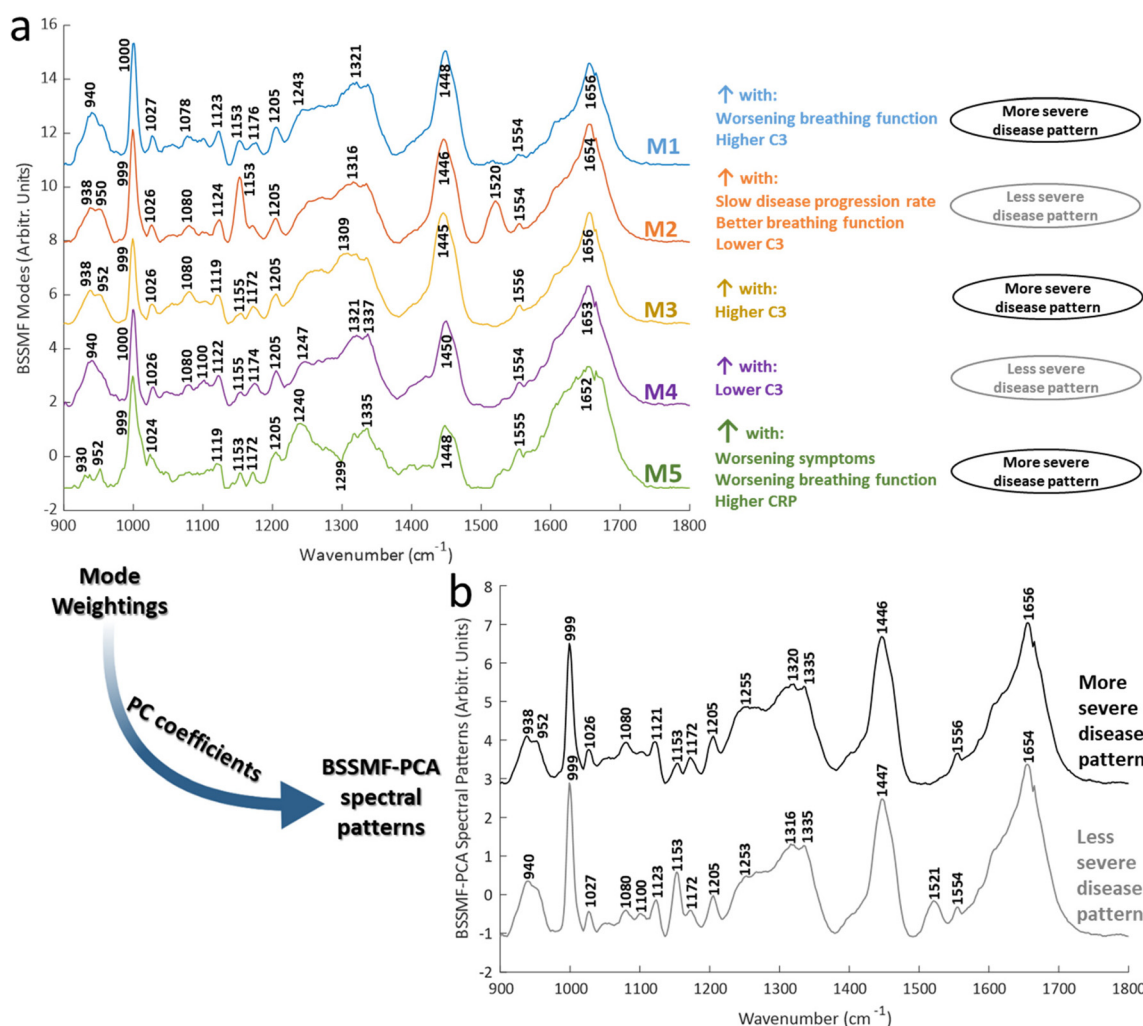 a
BSSMF Modes (Arbitr. Units)
16
14
12
10
8
6
4
2
0
-2
940 1000 1027 1078 1123 1153 1176 1205 1243 1321 1448 1554 1656
M1
938 950 999 1026 1080 1124 1153 1205 1316 1446 1520 1554 1654
M2
938 952 999 1026 1080 1119 1155 1172 1205 1309 1445 1556 1656
M3
940 1000 1026 1080 1100 1122 1155 1174 1205 1247 1321 1337 1450 1554 1653
M4
930 952 999 1024 1119 1153 1172 1205 1240 1299 1335 1448 1555 1652
M5
900 1000 1100 1200 1300 1400 1500 1600 1700 1800
Wavenumber (cm⁻¹)
↑ with:
Worsening breathing function
Higher C3
More severe
disease pattern
↑ with:
Slow disease progression rate
Better breathing function
Lower C3
Less severe
disease pattern
↑ with:
Higher C3
More severe
disease pattern
↑ with:
Lower C3
Less severe
disease pattern
↑ with:
Worsening symptoms
Worsening breathing function
Higher CRP
More severe
disease pattern
Mode
Weightings
PC coefficients
BSSMF-PCA
spectral
patterns
b
BSSMF-PCA Spectral Patterns (Arbitr. Units)
8
7
6
5
4
3
2
1
0
-1
-2
938 952 999 1026 1080 1121 1153 1172 1205 1255 1320 1335 1446 1556 1656
More
severe
disease
pattern
940 999 1027 1080 1100 1123 1153 1172 1205 1253 1316 1335 1447 1521 1554 1654
Less
severe
disease
pattern
900 1000 1100 1200 1300 1400 1500 1600 1700 1800
Wavenumber (cm⁻¹)